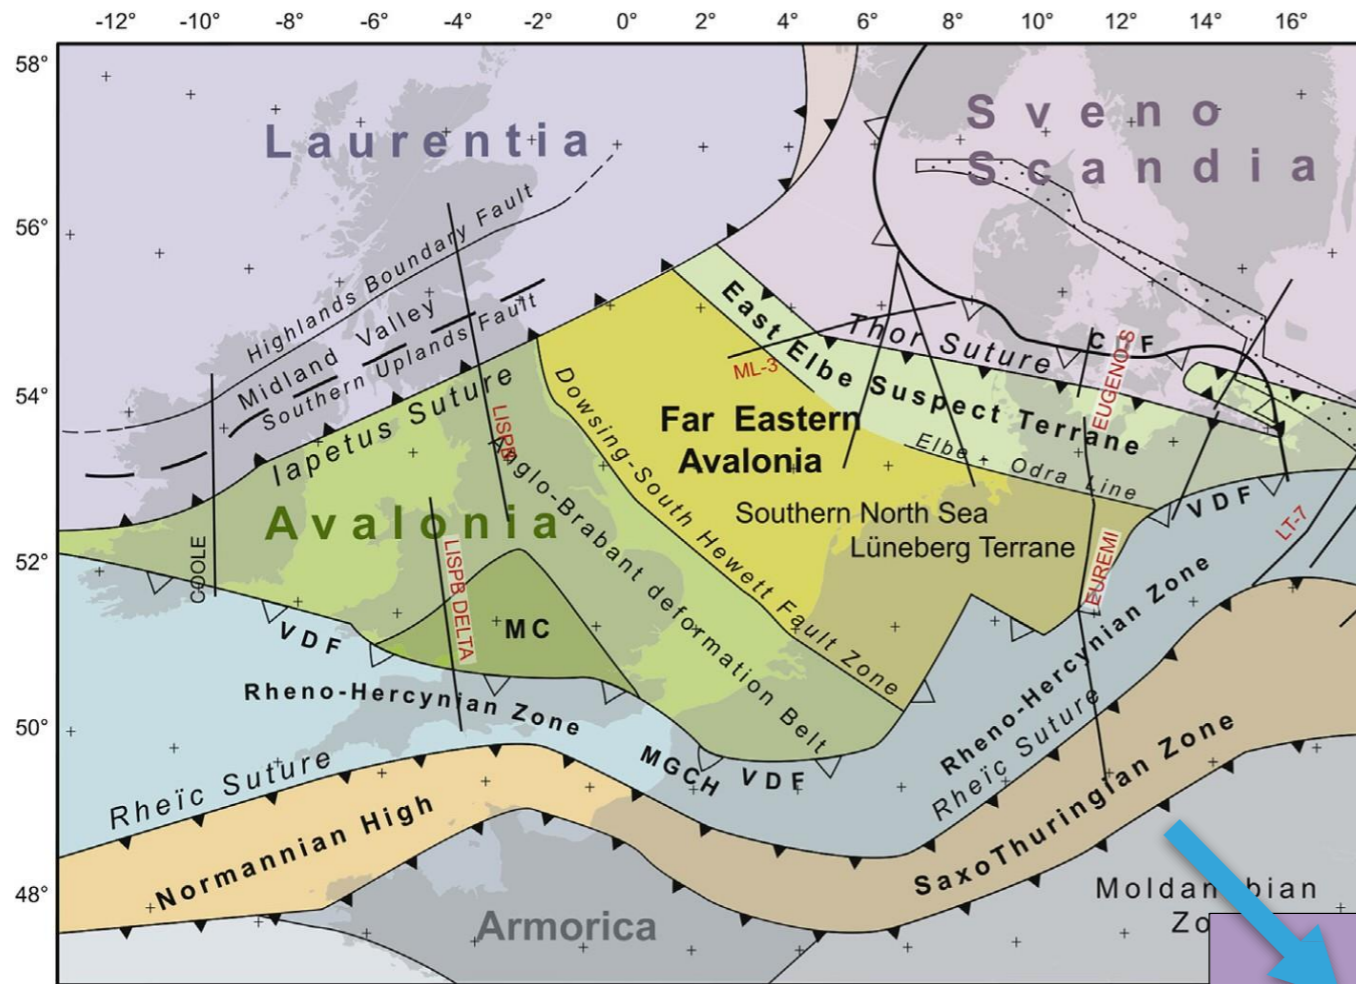 -12° -10° -8° -6° -4° -2° 0° 2° 4° 6° 8° 10° 12° 14° 16°
58°
56°
54°
52°
50°
48°
Laurentia
Sveno
Scandia
Highlands Boundary Fault
Midland Valley
Southern Uplands Fault
Iapetus Suture
Avalonia
COOLE
LISPB
LISPB DELTA
Anglo-Brabant deformation Belt
Dowsing-South Hewett Fault Zone
East Elbe Suspect Terrane
Thor Suture
CDF
EUGENO-S
ML-3
Far Eastern
Avalonia
Elbe - Odra Line
Southern North Sea
Lüneberg Terrane
EUREMI
VDF
LT-7
MC
VDF
Rheno-Hercynian Zone
Rheno-Hercynian Zone
Rheïc Suture
Rheïc Suture
MGCH
VDF
Normannian High
SaxoThuringian Zone
Armorica